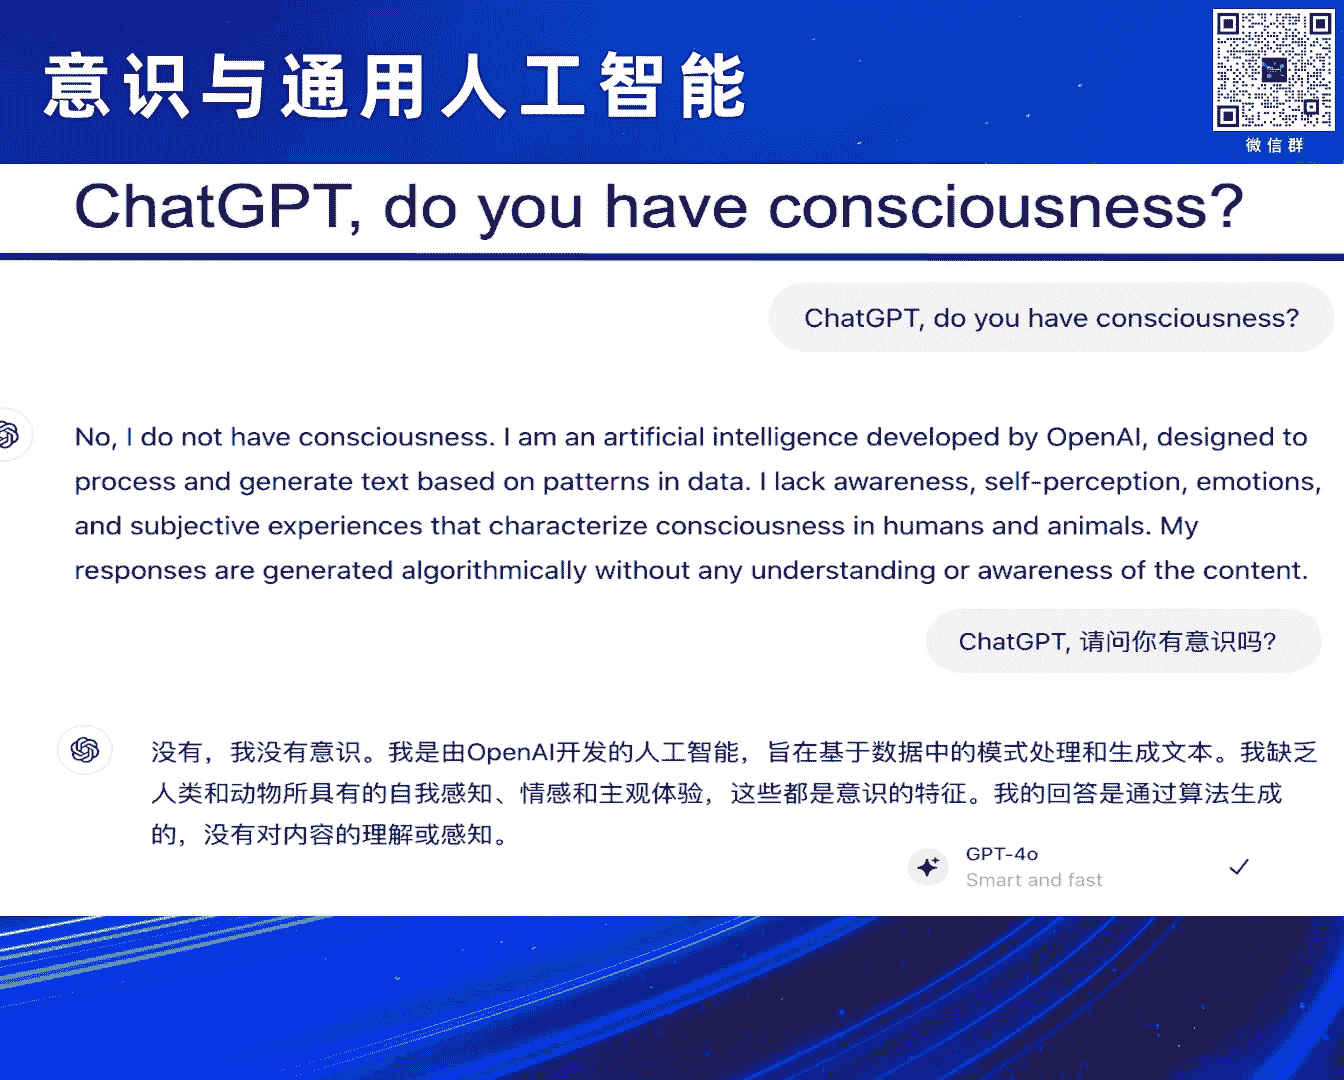 意识与通用人工智能
微信群
ChatGPT, do you have consciousness?
ChatGPT, do you have consciousness?
No, I do not have consciousness. I am an artificial intelligence developed by OpenAI, designed to
process and generate text based on patterns in data. I lack awareness, self-perception, emotions,
and subjective experiences that characterize consciousness in humans and animals. My
responses are generated algorithmically without any understanding or awareness of the content.
ChatGPT, 请问你有意识吗?
没有，我没有意识。我是由OpenAI开发的人工智能，旨在基于数据中的模式处理和生成文本。我缺乏
人类和动物所具有的自我感知、情感和主观体验，这些都是意识的特征。我的回答是通过算法生成
的，没有对内容的理解或感知。
GPT-4o
Smart and fast